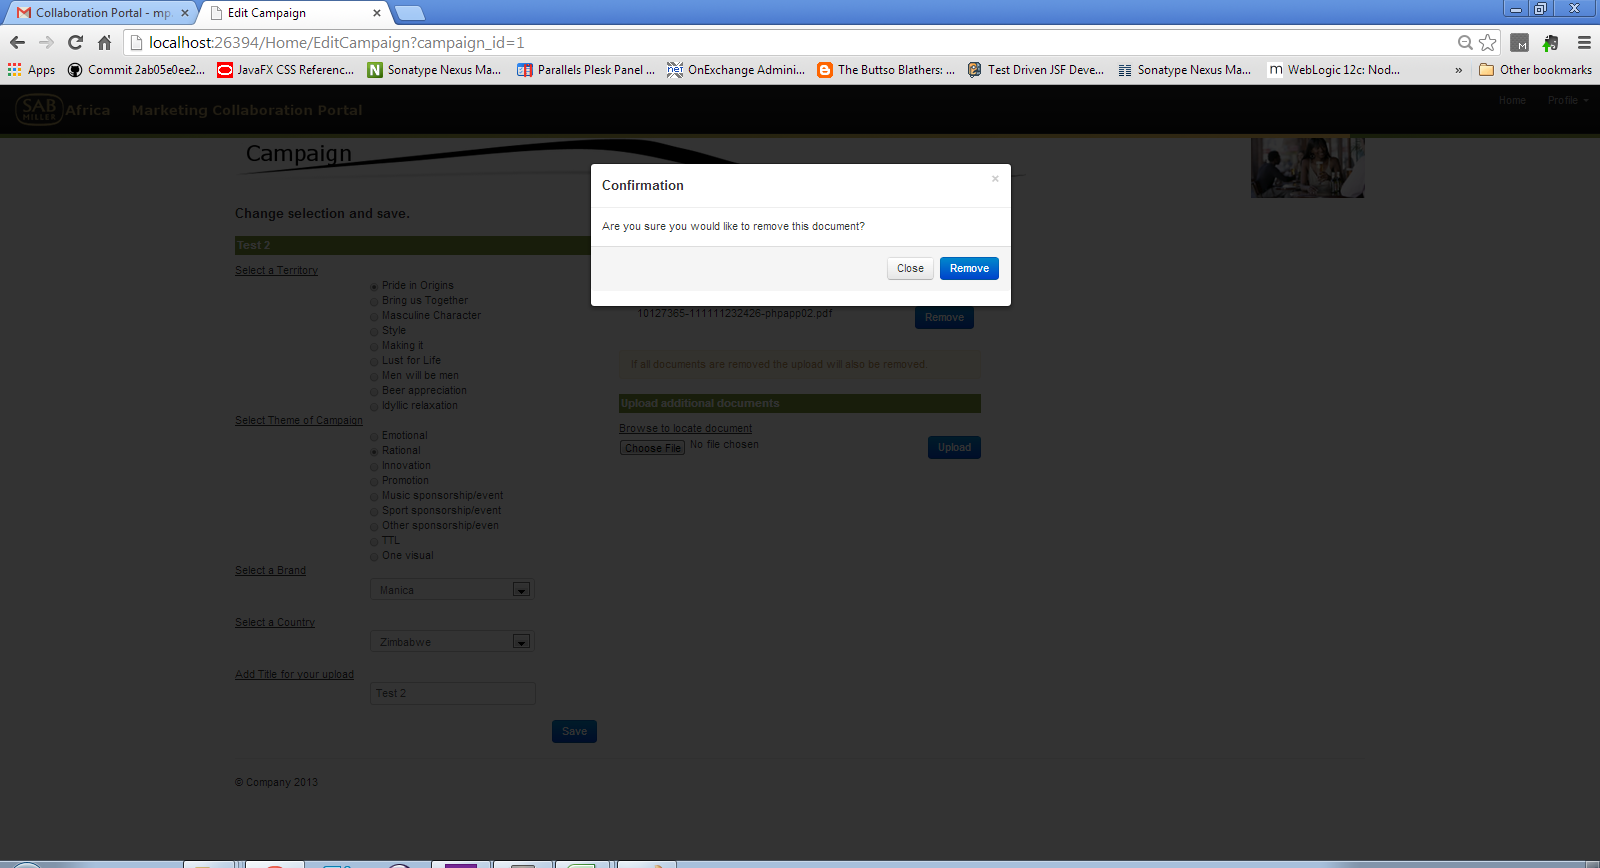 Collaboration Portal - mp
Edit Campaign
localhost:26394/Home/EditCampaign?campaign_id=1
Apps
Commit 2ab05e0ee2...
JavaFX CSS Referenc...
Sonatype Nexus Ma...
Parallels Plesk Panel ...
OnExchange Admini...
The Buttso Blathers: ...
Test Driven JSF Deve...
Sonatype Nexus Ma...
WebLogic 12c: Nod...
»
Other bookmarks
SAB
MILLER
Africa
Marketing Collaboration Portal
Home
Profile
Campaign
Confirmation
×
Are you sure you would like to remove this document?
Close
Remove
Change selection and save.
Test 2
Select a Territory
Pride in Origins
Bring us Together
Masculine Character
Style
Making it
Lust for Life
Men will be men
Beer appreciation
Idyllic relaxation
Select Theme of Campaign
Emotional
Rational
Innovation
Promotion
Music sponsorship/event
Sport sponsorship/event
Other sponsorship/even
TTL
One visual
Select a Brand
Manica
Select a Country
Zimbabwe
Add Title for your upload
Test 2
Save
10127365-111111232426-phpapp02.pdf
Remove
If all documents are removed the upload will also be removed.
Upload additional documents
Browse to locate document
Choose File No file chosen
Upload
© Company 2013